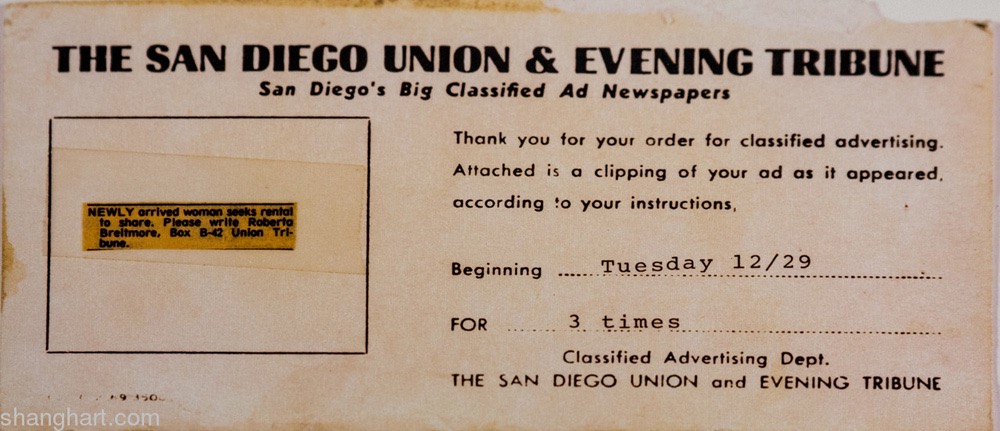 THE SAN DIEGO UNION & EVENING TRIBUNE
San Diego's Big Classified Ad Newspapers
NEWLY arrived woman seeks rental
to share. Please write Roberta
Breitmore, Box B-42 Union Tri-
bune.
Thank you for your order for classified advertising.
Attached is a clipping of your ad as it appeared,
according to your instructions,
Beginning ..... Tuesday 12/29
FOR ...... 3 times
Classified Advertising Dept.
THE SAN DIEGO UNION and EVENING TRIBUNE
shanghart.com